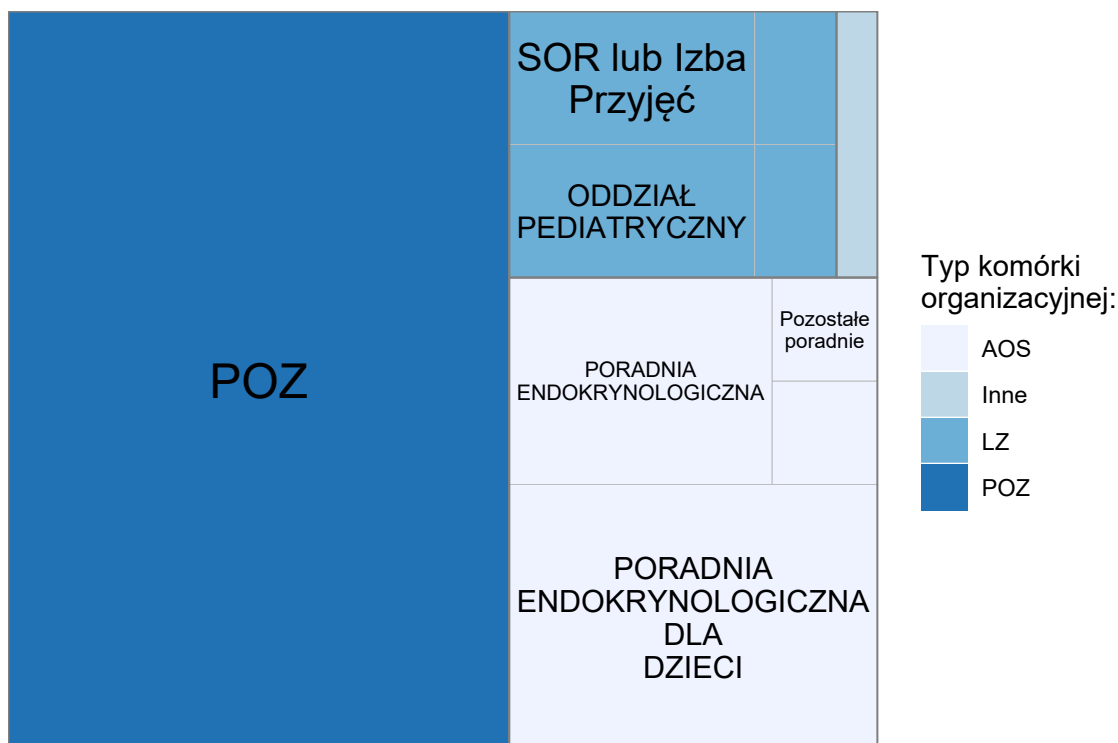 POZ
SOR lub Izba
Przyjęć
ODDZIAŁ
PEDIATRYCZNY
PORADNIA
ENDOKRYNOLOGICZNA
Pozostałe
poradnie
PORADNIA
ENDOKRYNOLOGICZNA
DLA
DZIECI
Typ komórki
organizacyjnej:
AOS
Inne
LZ
POZ